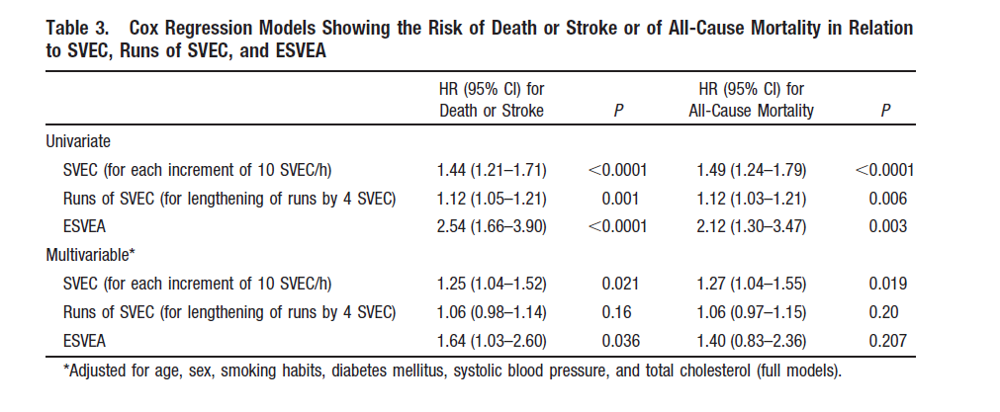 Table 3. Cox Regression Models Showing the Risk of Death or Stroke or of All-Cause Mortality in Relation
to SVEC, Runs of SVEC, and ESVEA
HR (95% CI) for Death or Stroke P HR (95% CI) for All-Cause Mortality P
Univariate
SVEC (for each increment of 10 SVEC/h) 1.44 (1.21–1.71) <0.0001 1.49 (1.24–1.79) <0.0001
Runs of SVEC (for lengthening of runs by 4 SVEC) 1.12 (1.05–1.21) 0.001 1.12 (1.03–1.21) 0.006
ESVEA 2.54 (1.66–3.90) <0.0001 2.12 (1.30–3.47) 0.003
Multivariable*
SVEC (for each increment of 10 SVEC/h) 1.25 (1.04–1.52) 0.021 1.27 (1.04–1.55) 0.019
Runs of SVEC (for lengthening of runs by 4 SVEC) 1.06 (0.98–1.14) 0.16 1.06 (0.97–1.15) 0.20
ESVEA 1.64 (1.03–2.60) 0.036 1.40 (0.83–2.36) 0.207
*Adjusted for age, sex, smoking habits, diabetes mellitus, systolic blood pressure, and total cholesterol (full models).